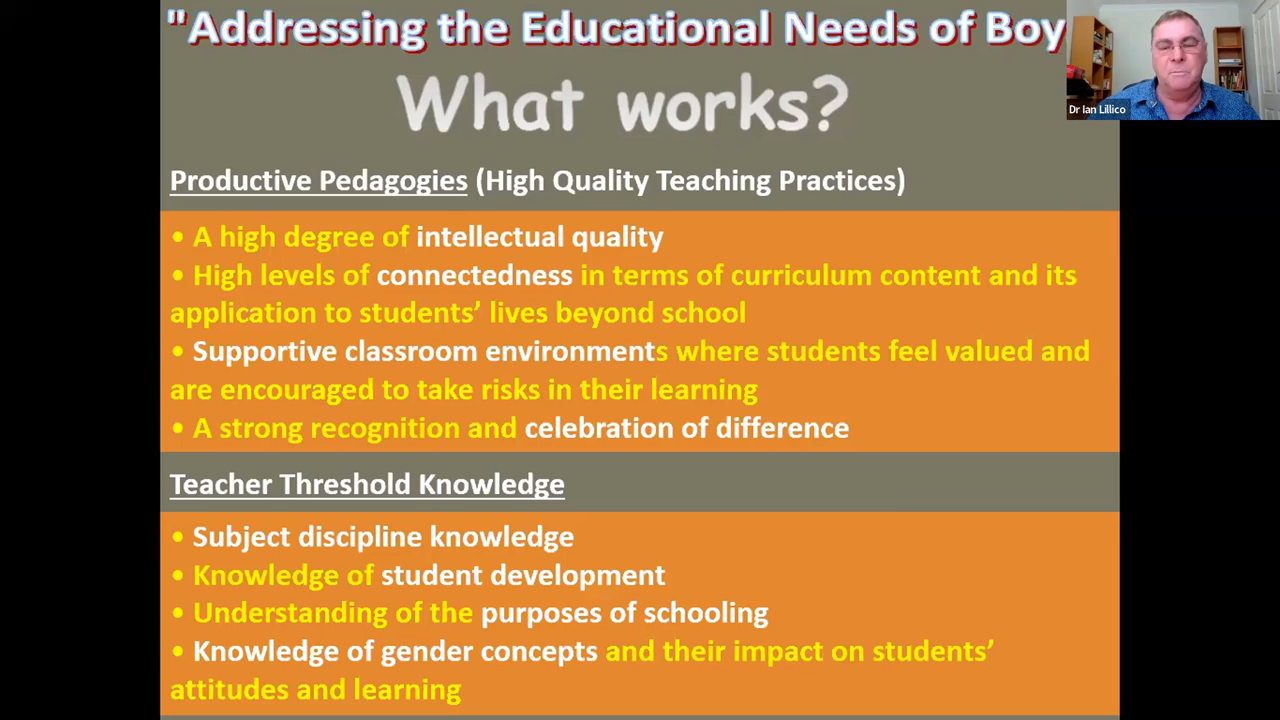 "Addressing the Educational Needs of Boy
What works?
Dr Ian Lillico
Productive Pedagogies (High Quality Teaching Practices)
• A high degree of intellectual quality
• High levels of connectedness in terms of curriculum content and its
application to students’ lives beyond school
• Supportive classroom environments where students feel valued and
are encouraged to take risks in their learning
• A strong recognition and celebration of difference
Teacher Threshold Knowledge
• Subject discipline knowledge
• Knowledge of student development
• Understanding of the purposes of schooling
• Knowledge of gender concepts and their impact on students’
attitudes and learning